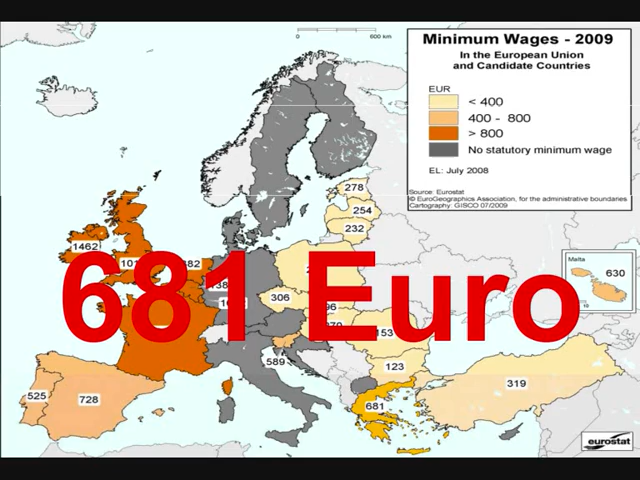 600 km
Minimum Wages - 2009
In the European Union
and Candidate Countries
EUR
< 400
400 - 800
> 800
No statutory minimum wage
EL: July 2008
Source: Eurostat
© EuroGeographics Association, for the administrative boundaries
Cartography: GISCO 07/2009
278
254
232
1462
Malta
630
681 Euro
306
153
589
123
319
525
728
681
eurostat